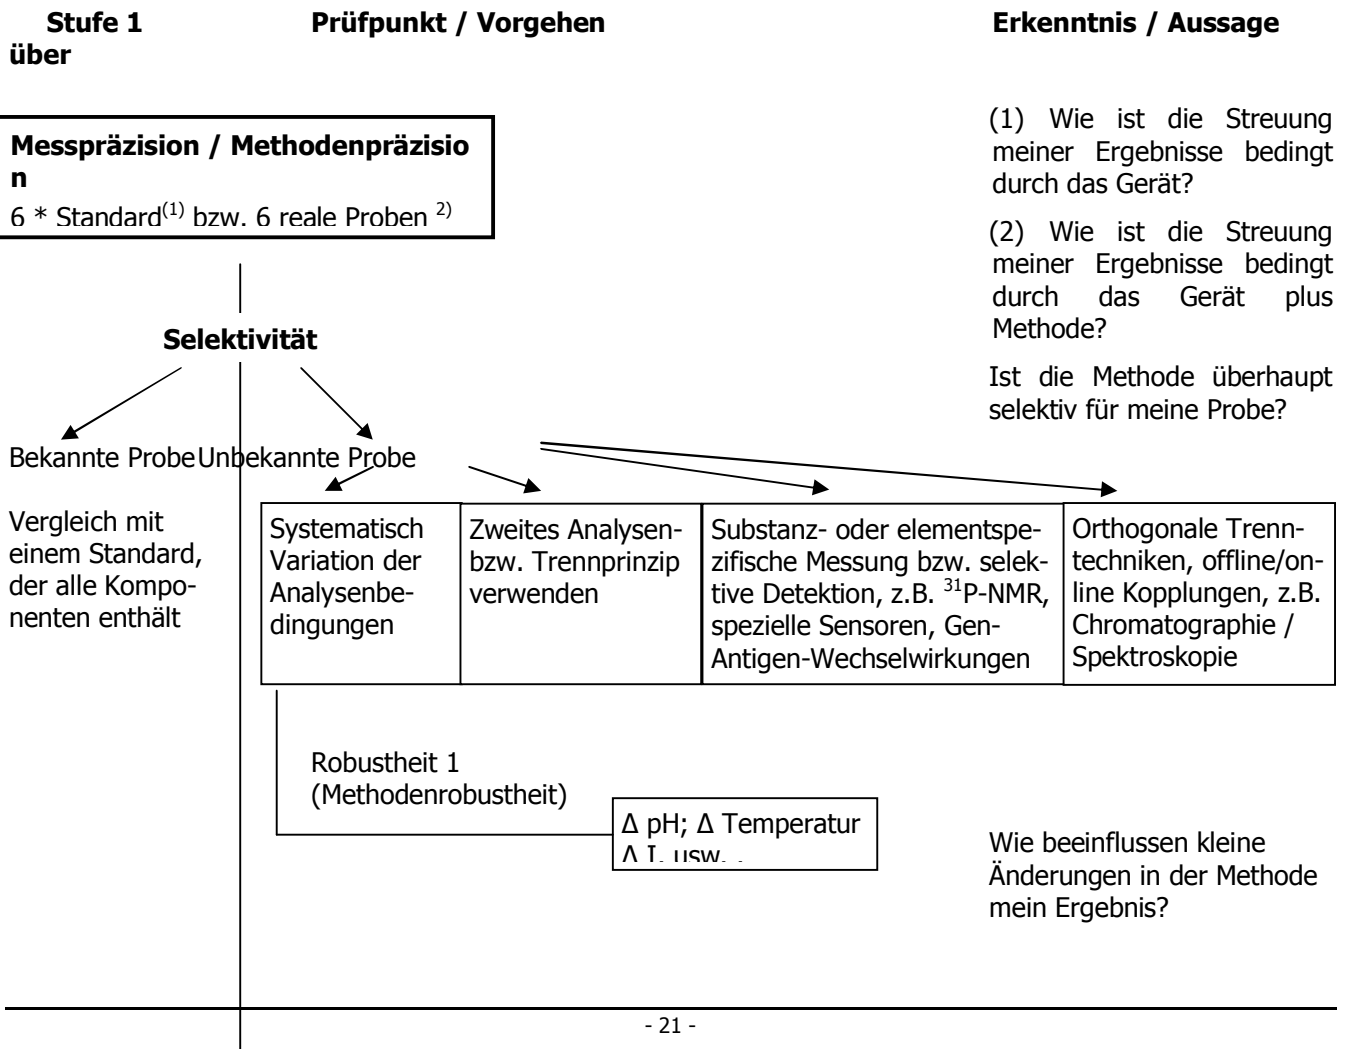 Stufe 1 Prüfpunkt / Vorgehen Erkenntnis / Aussage
über
Messpräzision / Methodenpräzisio
n
6 * Standard(1) bzw. 6 reale Proben 2)
(1) Wie ist die Streuung
meiner Ergebnisse bedingt
durch das Gerät?
(2) Wie ist die Streuung
meiner Ergebnisse bedingt
durch das Gerät plus
Methode?
Selektivität
Ist die Methode überhaupt
selektiv für meine Probe?
Bekannte Probe Unbekannte Probe
Vergleich mit
einem Standard,
der alle Kompo-
nenten enthält
Systematisch
Variation der
Analysenbe-
dingungen
Zweites Analysen-
bzw. Trennprinzip
verwenden
Substanz- oder elementspe-
zifische Messung bzw. selek-
tive Detektion, z.B. 31P-NMR,
spezielle Sensoren, Gen-
Antigen-Wechselwirkungen
Orthogonale Trenn-
techniken, offline/on-
line Kopplungen, z.B.
Chromatographie /
Spektroskopie
Robustheit 1
(Methodenrobustheit)
Δ pH; Δ Temperatur
Δ I. usw. .
Wie beeinflussen kleine
Änderungen in der Methode
mein Ergebnis?
- 21 -